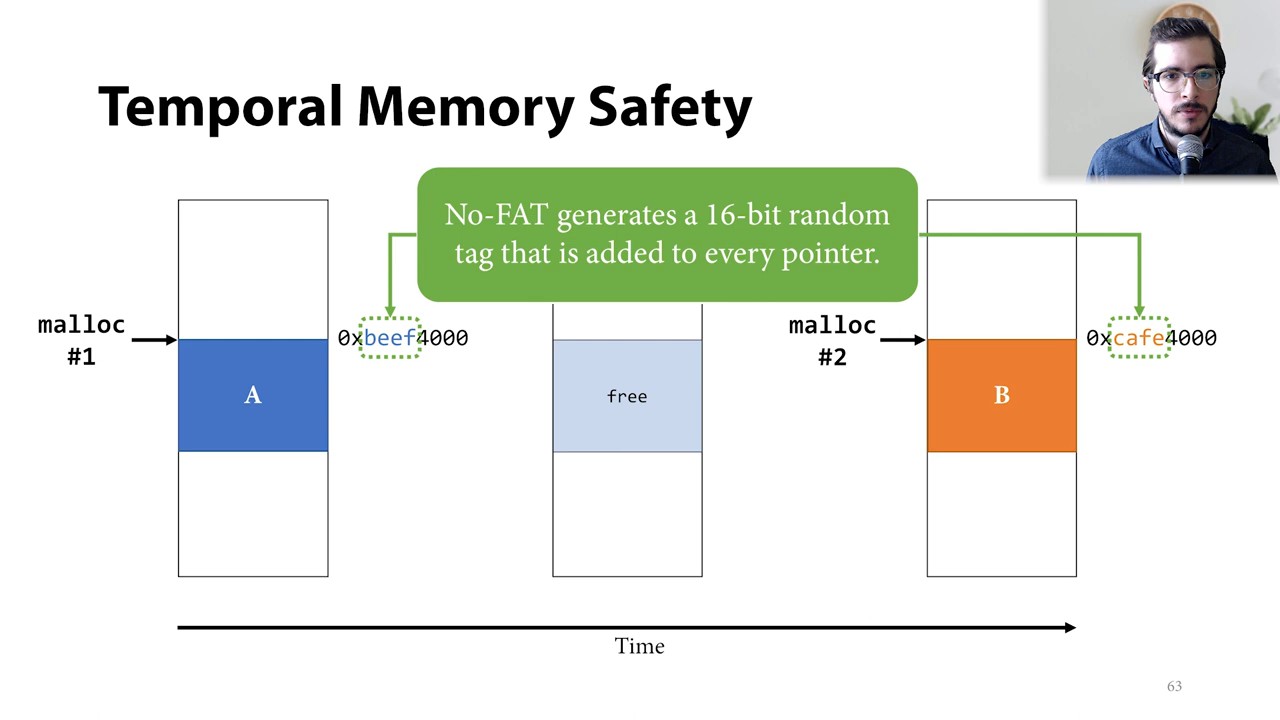 Temporal Memory Safety
No-FAT generates a 16-bit random
tag that is added to every pointer.
malloc
#1
0xbeef4000
A
free
malloc
#2
0xcafe4000
B
Time
63